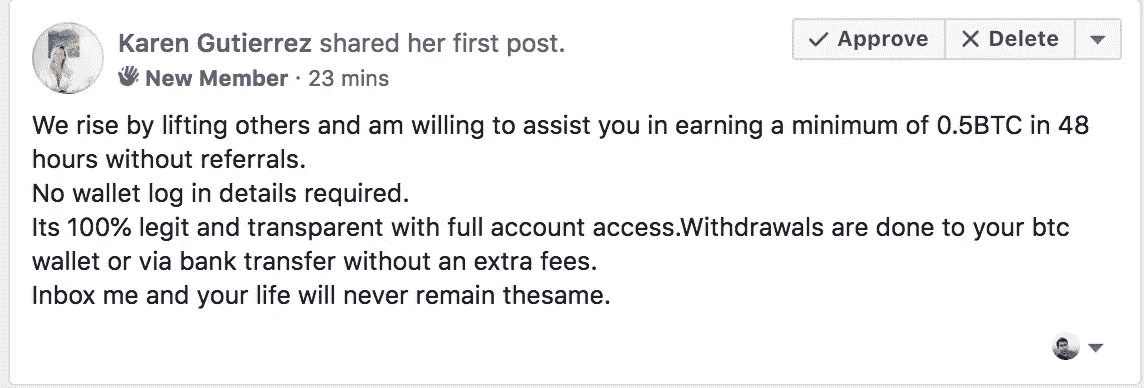 Karen Gutierrez shared her first post.
New Member · 23 mins
Approve
Delete
We rise by lifting others and am willing to assist you in earning a minimum of 0.5BTC in 48
hours without referrals.
No wallet log in details required.
Its 100% legit and transparent with full account access.Withdrawals are done to your btc
wallet or via bank transfer without an extra fees.
Inbox me and your life will never remain thesame.